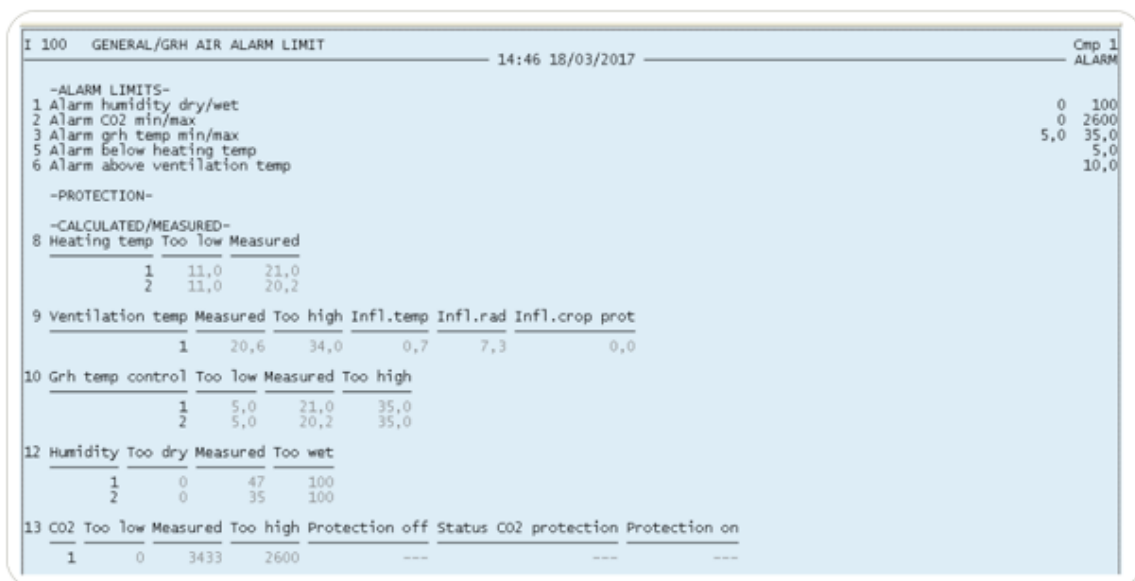 I 100 GENERAL/GRH AIR ALARM LIMIT Cmp 1
14:46 18/03/2017 ALARM
-ALARM LIMITS-
1 Alarm humidity dry/wet 0 100
2 Alarm CO2 min/max 0 2600
3 Alarm grh temp min/max 5,0 35,0
5 Alarm below heating temp 5,0
6 Alarm above ventilation temp 10,0
-PROTECTION-
-CALCULATED/MEASURED-
8 Heating temp Too low Measured
1 11,0 21,0
2 11,0 20,2
9 Ventilation temp Measured Too high Infl.temp Infl.rad Infl.crop prot
1 20,6 34,0 0,7 7,3 0,0
10 Grh temp control Too low Measured Too high
1 5,0 21,0 35,0
2 5,0 20,2 35,0
12 Humidity Too dry Measured Too wet
1 0 47 100
2 0 35 100
13 CO2 Too low Measured Too high Protection off Status CO2 protection Protection on
1 0 3433 2600 --- --- ---